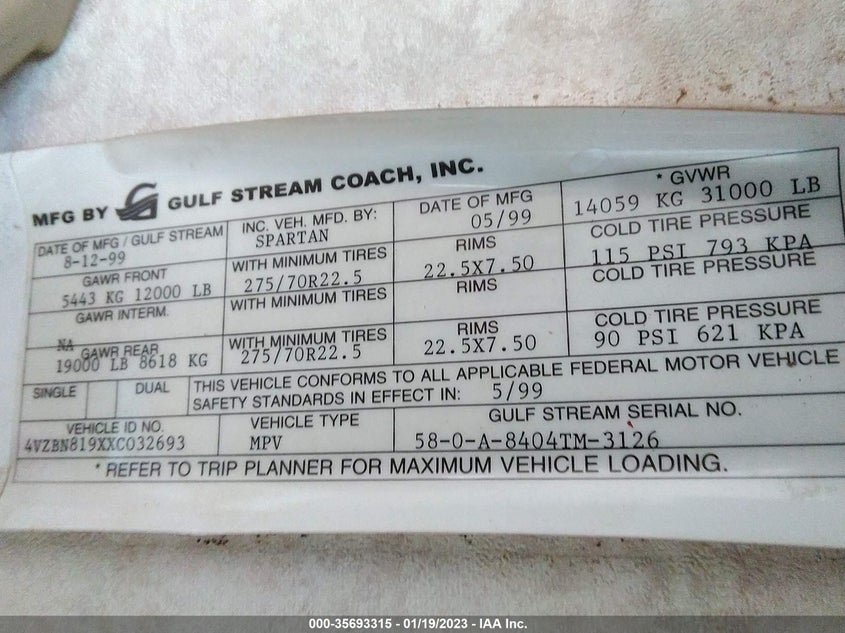 MFG BY GULF STREAM COACH, INC.
DATE OF MFG / GULF STREAM
8-12-99
INC. VEH. MFD. BY:
SPARTAN
DATE OF MFG
05/99
* GVWR
14059 KG 31000 LB
GAWR FRONT
5443 KG 12000 LB
WITH MINIMUM TIRES
275/70R22.5
RIMS
22.5X7.50
COLD TIRE PRESSURE
115 PSI 793 KPA
GAWR INTERM.
NA
WITH MINIMUM TIRES
RIMS
COLD TIRE PRESSURE
GAWR REAR
19000 LB 8618 KG
WITH MINIMUM TIRES
275/70R22.5
RIMS
22.5X7.50
COLD TIRE PRESSURE
90 PSI 621 KPA
SINGLE
DUAL
THIS VEHICLE CONFORMS TO ALL APPLICABLE FEDERAL MOTOR VEHICLE
SAFETY STANDARDS IN EFFECT IN: 5/99
VEHICLE ID NO.
4VZBN819XXC032693
VEHICLE TYPE
MPV
GULF STREAM SERIAL NO.
58-0-A-8404TM-3126
* REFER TO TRIP PLANNER FOR MAXIMUM VEHICLE LOADING.
000-35693315 - 01/19/2023 - IAA Inc.